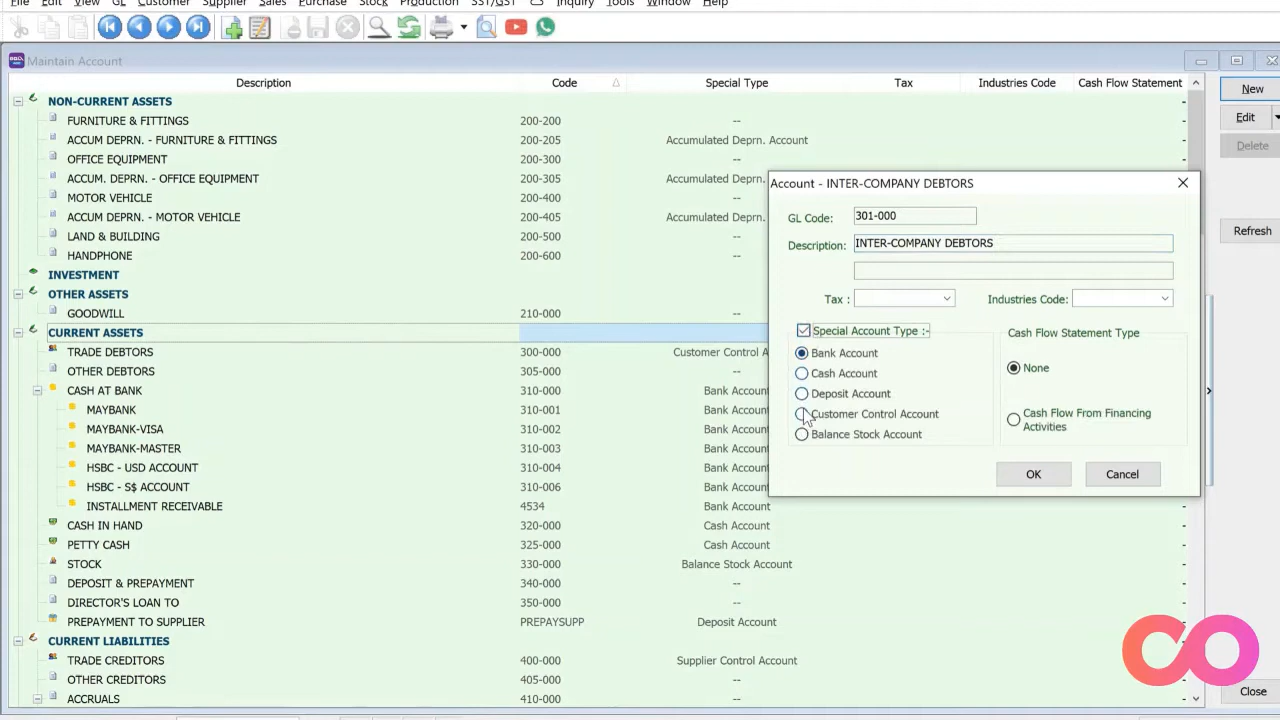 File Edit View GL Customer Supplier Sales Purchase Stock Production SST/GST Inquiry Tools Window Help
Maintain Account
Description Code Special Type Tax Industries Code Cash Flow Statement
NON-CURRENT ASSETS -
FURNITURE & FITTINGS 200-200 --
ACCUM DEPRN. - FURNITURE & FITTINGS 200-205 Accumulated Deprn. Account
OFFICE EQUIPMENT 200-300 --
ACCUM. DEPRN. - OFFICE EQUIPMENT 200-305 Accumulated Deprn.
MOTOR VEHICLE 200-400 --
ACCUM DEPRN. - MOTOR VEHICLE 200-405 Accumulated Deprn.
LAND & BUILDING 200-500 --
HANDPHONE 200-600 --
INVESTMENT
OTHER ASSETS
GOODWILL 210-000 --
CURRENT ASSETS
TRADE DEBTORS 300-000 Customer Control A
OTHER DEBTORS 305-000 --
CASH AT BANK 310-000 Bank Account
MAYBANK 310-001 Bank Account
MAYBANK-VISA 310-002 Bank Account
MAYBANK-MASTER 310-003 Bank Account
HSBC - USD ACCOUNT 310-004 Bank Account
HSBC - S$ ACCOUNT 310-006 Bank Account
INSTALLMENT RECEIVABLE 4534 Bank Account -
CASH IN HAND 320-000 Cash Account -
PETTY CASH 325-000 Cash Account -
STOCK 330-000 Balance Stock Account -
DEPOSIT & PREPAYMENT 340-000 -- -
DIRECTOR'S LOAN TO 350-000 -- -
PREPAYMENT TO SUPPLIER PREPAYSUPP Deposit Account
CURRENT LIABILITIES
TRADE CREDITORS 400-000 Supplier Control Account
OTHER CREDITORS 405-000 --
ACCRUALS 410-000 --
Account - INTER-COMPANY DEBTORS
GL Code: 301-000
Description: INTER-COMPANY DEBTORS
Tax : Industries Code:
Special Account Type :-
Bank Account
Cash Account
Deposit Account
Customer Control Account
Balance Stock Account
Cash Flow Statement Type
None
Cash Flow From Financing
Activities
OK Cancel
New
Edit
Delete
Refresh
Close